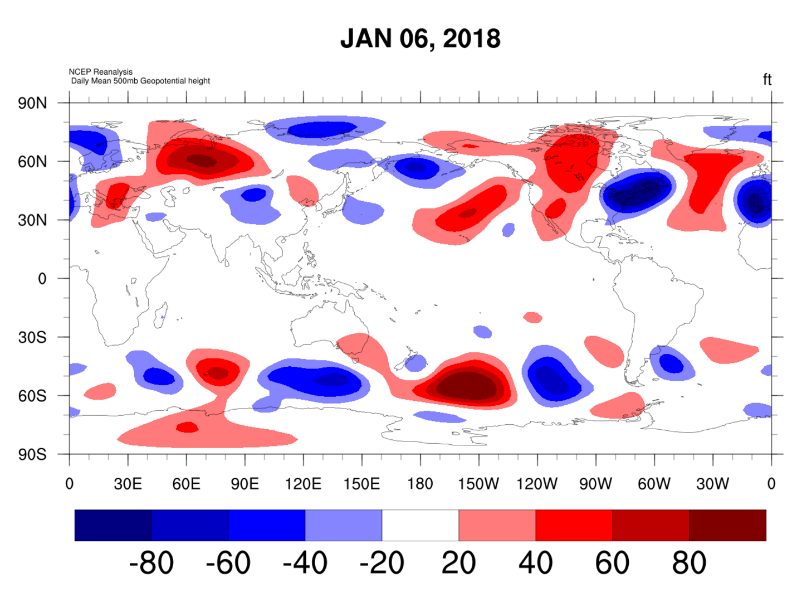 JAN 06, 2018
NCEP Reanalysis
Daily Mean 500mb Geopotential height
ft
90N
60N
30N
0
30S
60S
90S
0 30E 60E 90E 120E 150E 180 150W 120W 90W 60W 30W 0
-80 -60 -40 -20 20 40 60 80